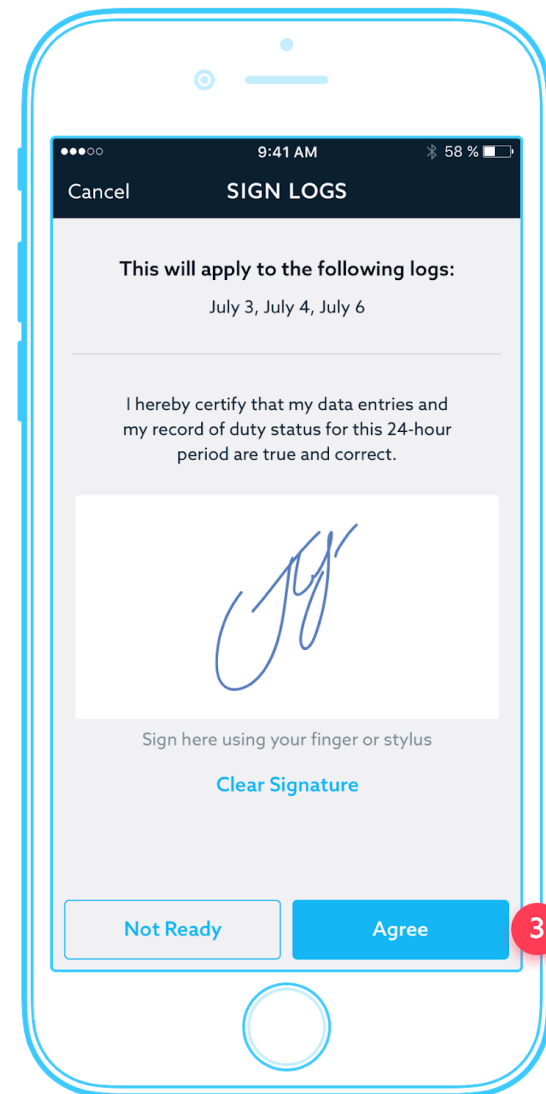 9:41 AM 58 %
Cancel SIGN LOGS
This will apply to the following logs:
July 3, July 4, July 6
I hereby certify that my data entries and
my record of duty status for this 24-hour
period are true and correct.
Sign here using your finger or stylus
Clear Signature
Not Ready Agree 3